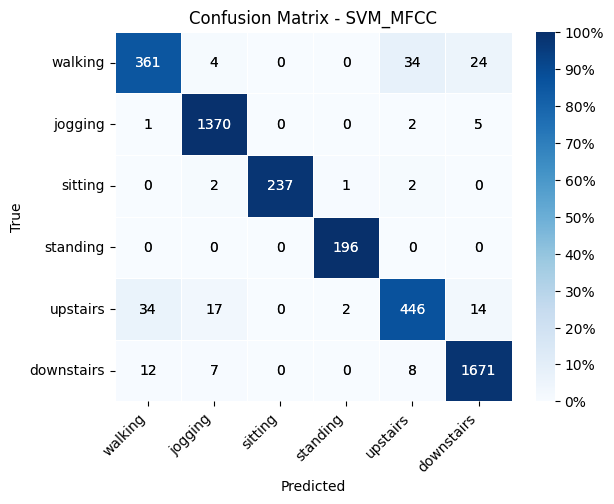 Confusion Matrix - SVM_MFCC
True
walking 361 4 0 0 34 24
jogging 1 1370 0 0 2 5
sitting 0 2 237 1 2 0
standing 0 0 0 196 0 0
upstairs 34 17 0 2 446 14
downstairs 12 7 0 0 8 1671
walking jogging sitting standing upstairs downstairs
Predicted
100%
90%
80%
70%
60%
50%
40%
30%
20%
10%
0%